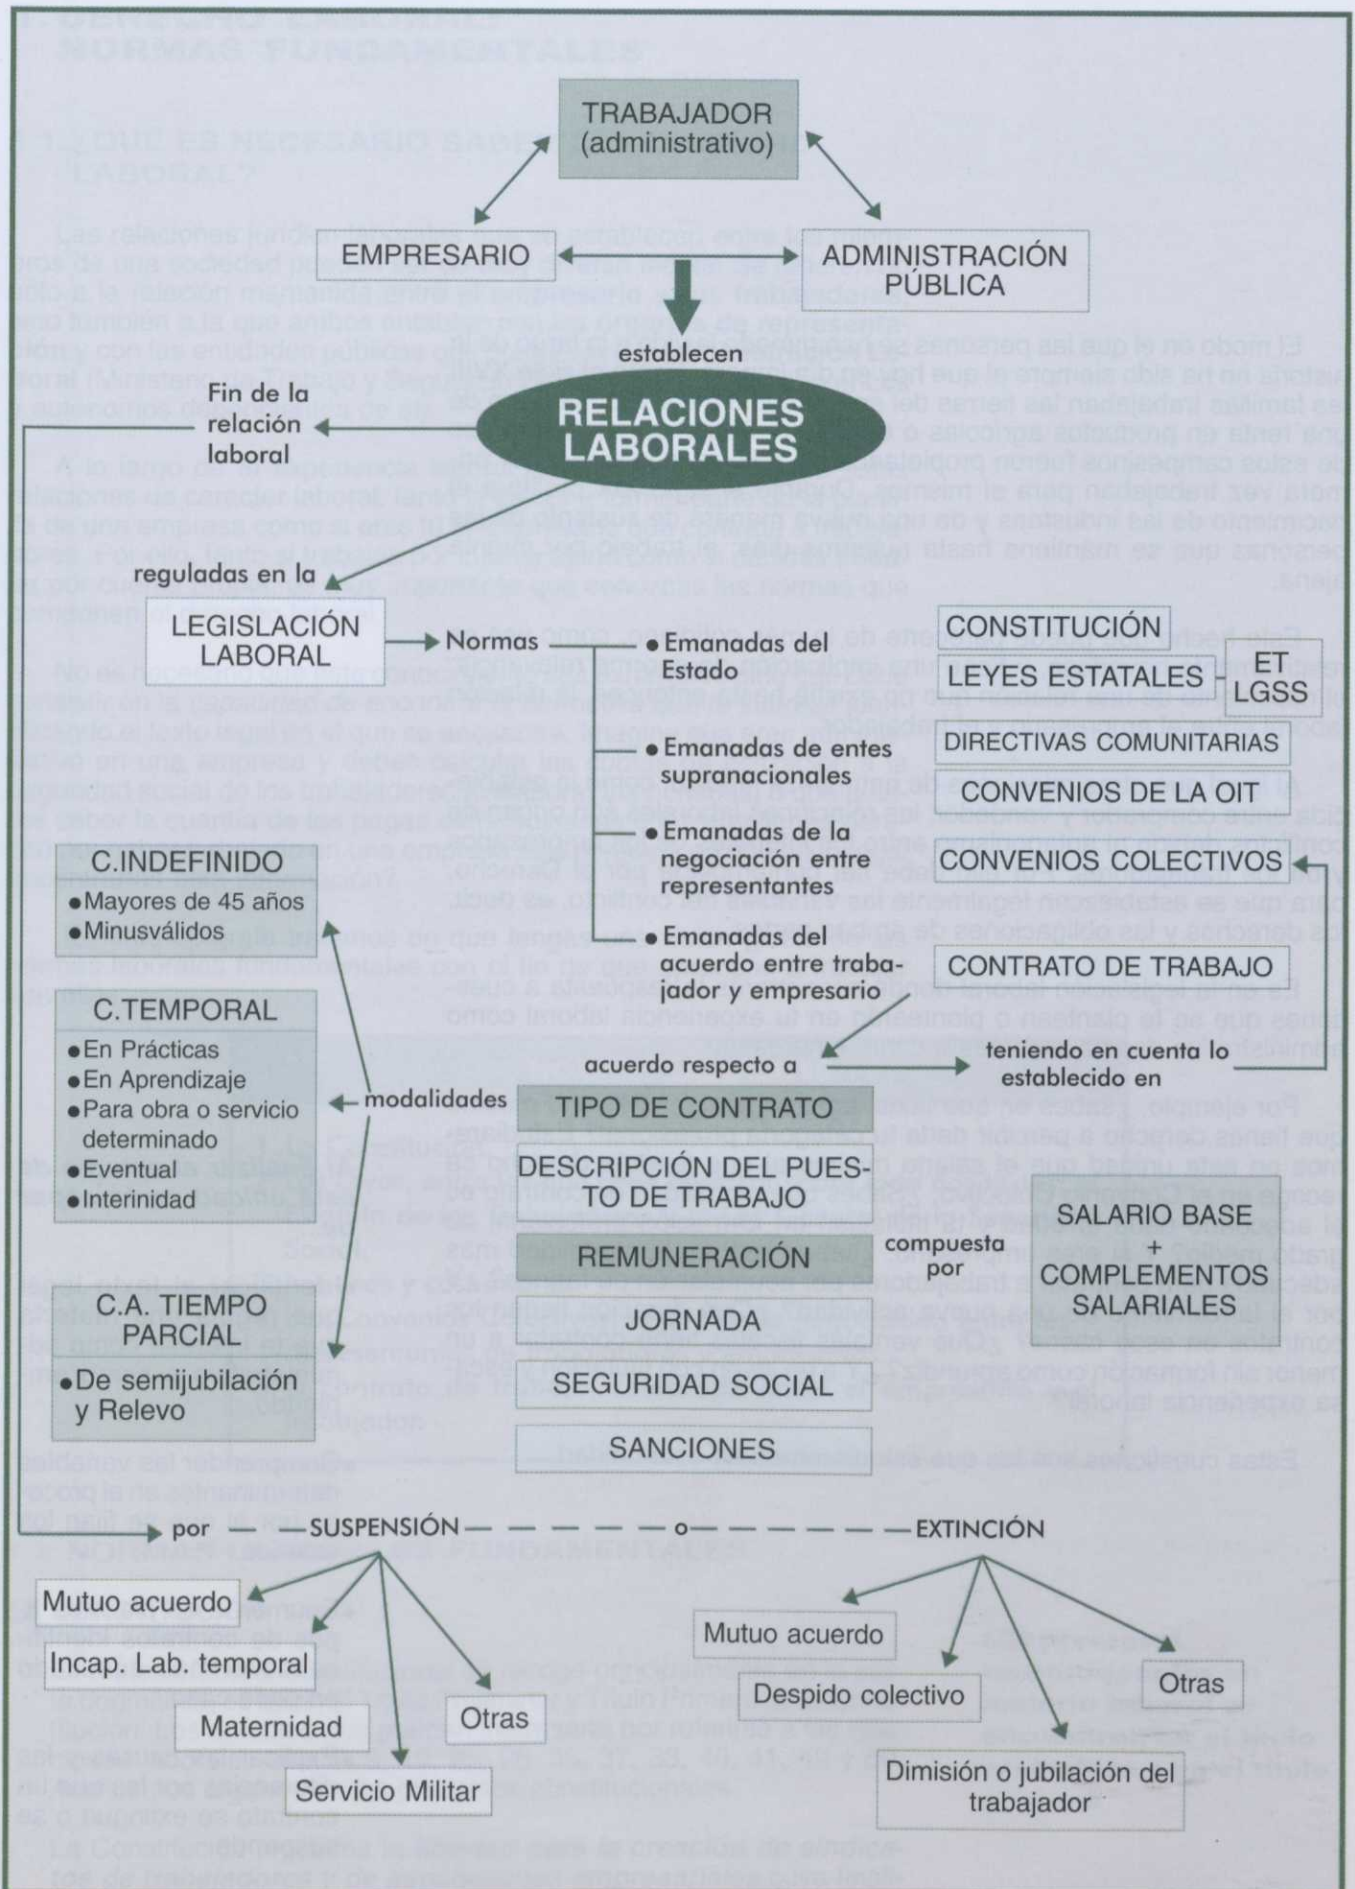 TRABAJADOR
(administrativo)
EMPRESARIO
ADMINISTRACIÓN
PÚBLICA
establecen
RELACIONES
LABORALES
Fin de la
relación
laboral
reguladas en la
LEGISLACIÓN
LABORAL
Normas
● Emanadas del
Estado
● Emanadas de entes
supranacionales
● Emanadas de la
negociación entre
representantes
● Emanadas del
acuerdo entre traba-
jador y empresario
CONSTITUCIÓN
LEYES ESTATALES
ET
LGSS
DIRECTIVAS COMUNITARIAS
CONVENIOS DE LA OIT
CONVENIOS COLECTIVOS
CONTRATO DE TRABAJO
acuerdo respecto a
teniendo en cuenta lo
establecido en
C.INDEFINIDO
● Mayores de 45 años
● Minusválidos
C.TEMPORAL
● En Prácticas
● En Aprendizaje
● Para obra o servicio
determinado
● Eventual
● Interinidad
C.A. TIEMPO
PARCIAL
● De semijubilación
y Relevo
modalidades
TIPO DE CONTRATO
DESCRIPCIÓN DEL PUES-
TO DE TRABAJO
REMUNERACIÓN
JORNADA
SEGURIDAD SOCIAL
SANCIONES
compuesta
por
SALARIO BASE
+
COMPLEMENTOS
SALARIALES
por
SUSPENSIÓN
o
EXTINCIÓN
Mutuo acuerdo
Incap. Lab. temporal
Maternidad
Servicio Militar
Otras
Mutuo acuerdo
Despido colectivo
Dimisión o jubilación del
trabajador
Otras